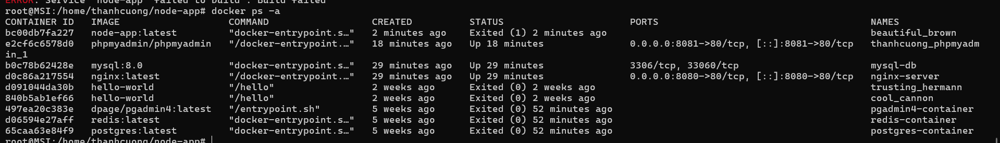 ERROR: Service 'node-app' failed to build : Build failed
root@MSI:/home/thanhcuong/node-app# docker ps -a
CONTAINER ID   IMAGE                   COMMAND                  CREATED          STATUS                      PORTS                                     NAMES
bc00db7fa227   node-app:latest         "docker-entrypoint.s…"   2 minutes ago    Exited (1) 2 minutes ago                                              beautiful_brown
e2cf6c6578d0   phpmyadmin/phpmyadmin   "/docker-entrypoint.…"   18 minutes ago   Up 18 minutes               0.0.0.0:8081->80/tcp, [::]:8081->80/tcp   thanhcuong_phpmyadm
in_1
b0c78b62428e   mysql:8.0               "docker-entrypoint.s…"   29 minutes ago   Up 29 minutes               3306/tcp, 33060/tcp                       mysql-db
d0c86a217554   nginx:latest            "/docker-entrypoint.…"   29 minutes ago   Up 29 minutes               0.0.0.0:8080->80/tcp, [::]:8080->80/tcp   nginx-server
d091044da30b   hello-world             "/hello"                 2 weeks ago      Exited (0) 2 weeks ago                                                trusting_hermann
840b5ab1ef66   hello-world             "/hello"                 2 weeks ago      Exited (0) 2 weeks ago                                                cool_cannon
497ea20c383e   dpage/pgadmin4:latest   "/entrypoint.sh"         5 weeks ago      Exited (0) 52 minutes ago                                             pgadmin4-container
d06594e27aff   redis:latest            "docker-entrypoint.s…"   5 weeks ago      Exited (0) 52 minutes ago                                             redis-container
65caa63e84f9   postgres:latest         "docker-entrypoint.s…"   5 weeks ago      Exited (0) 52 minutes ago                                             postgres-container
root@MSI:/home/thanhcuong/node-app#